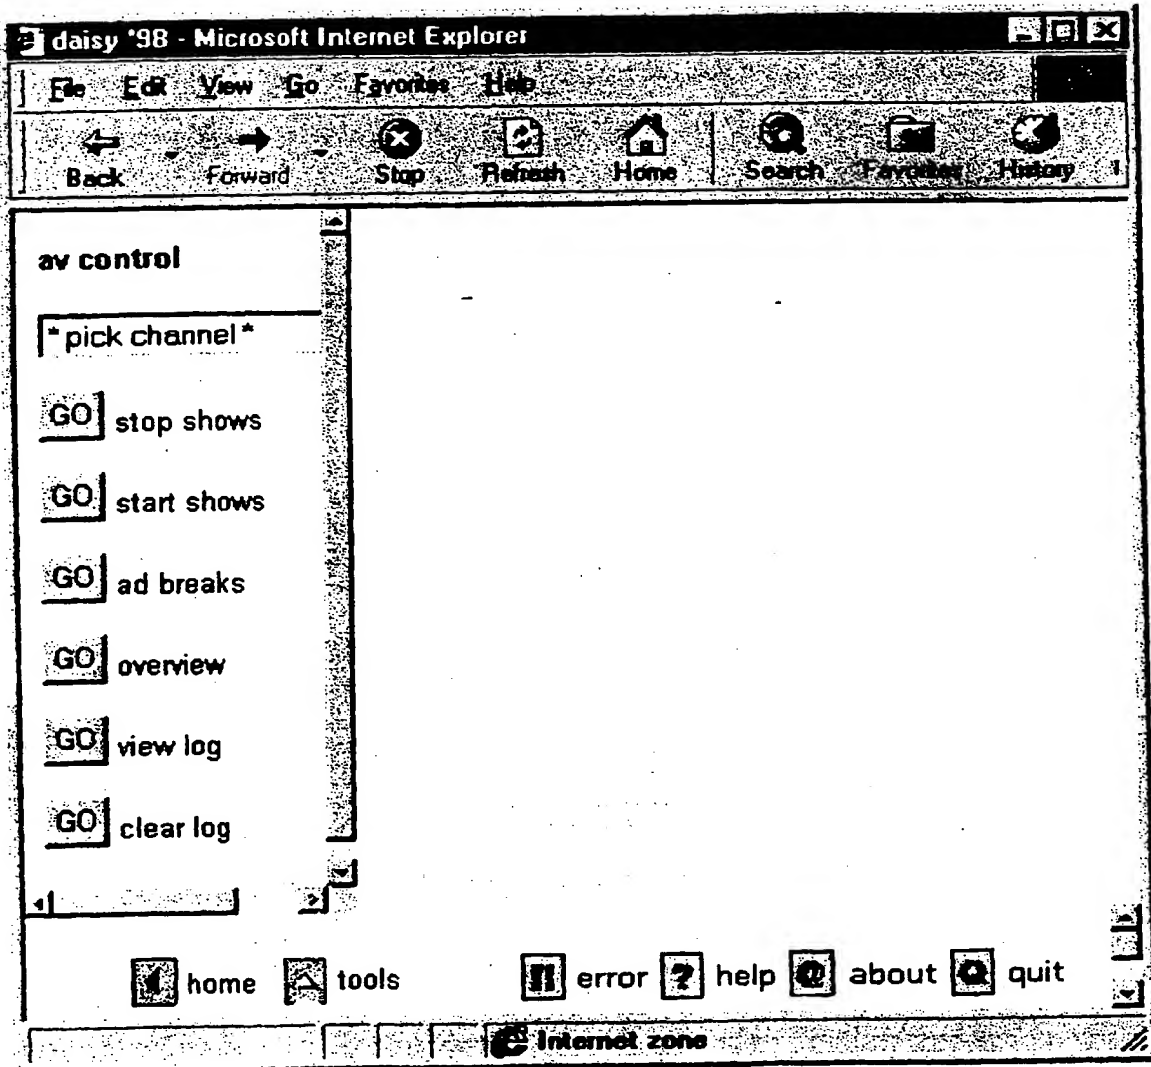 daisy '98 - Microsoft Internet Explorer
File Edit View Go Favorites Help
Back Forward Stop Refresh Home Search Favorites History
av control
*pick channel*
GO stop shows
GO start shows
GO ad breaks
GO overview
GO view log
GO clear log
home tools error ? help @ about quit
Internet zone